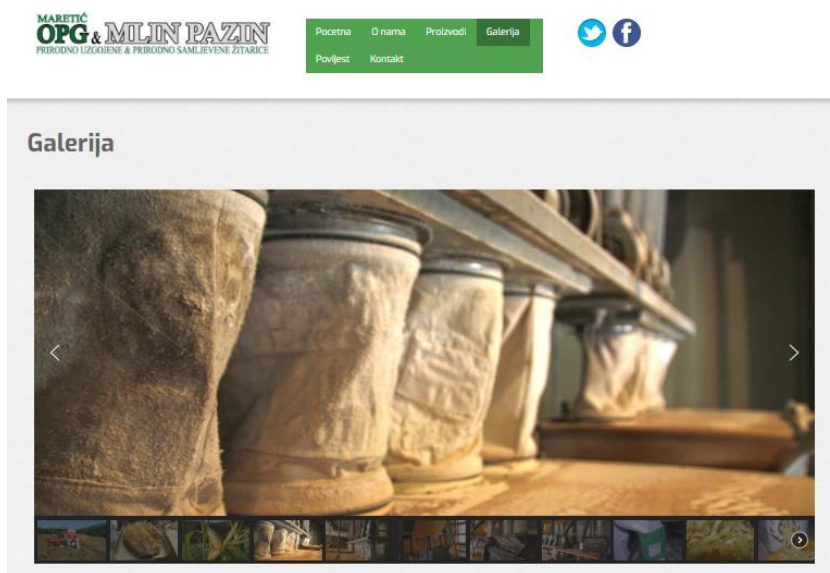 MARETIĆ
OPG & MLIN PAZIN
PRIRODNO UZGOJENE & PRIRODNO SAMLJEVENE ŽITARICE
Pocetna O nama Proizvodi Galerija
Povijest Kontakt
Galerija